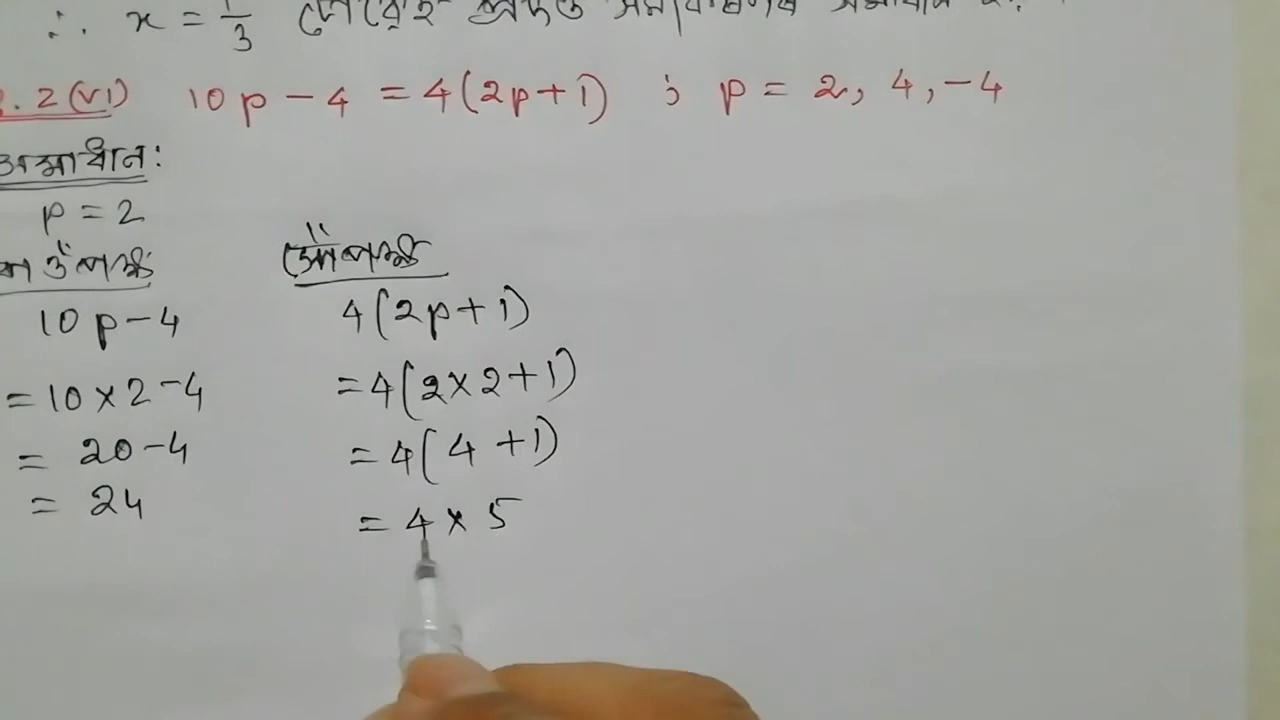 ∴ x = 1/3
2(vi) 10p - 4 = 4(2p+1) ; p = 2, 4, -4
সমাধান:
p = 2
10p-4
4(2p+1)
=10×2-4
=4(2×2+1)
= 20-4
=4(4+1)
= 24
=4×5